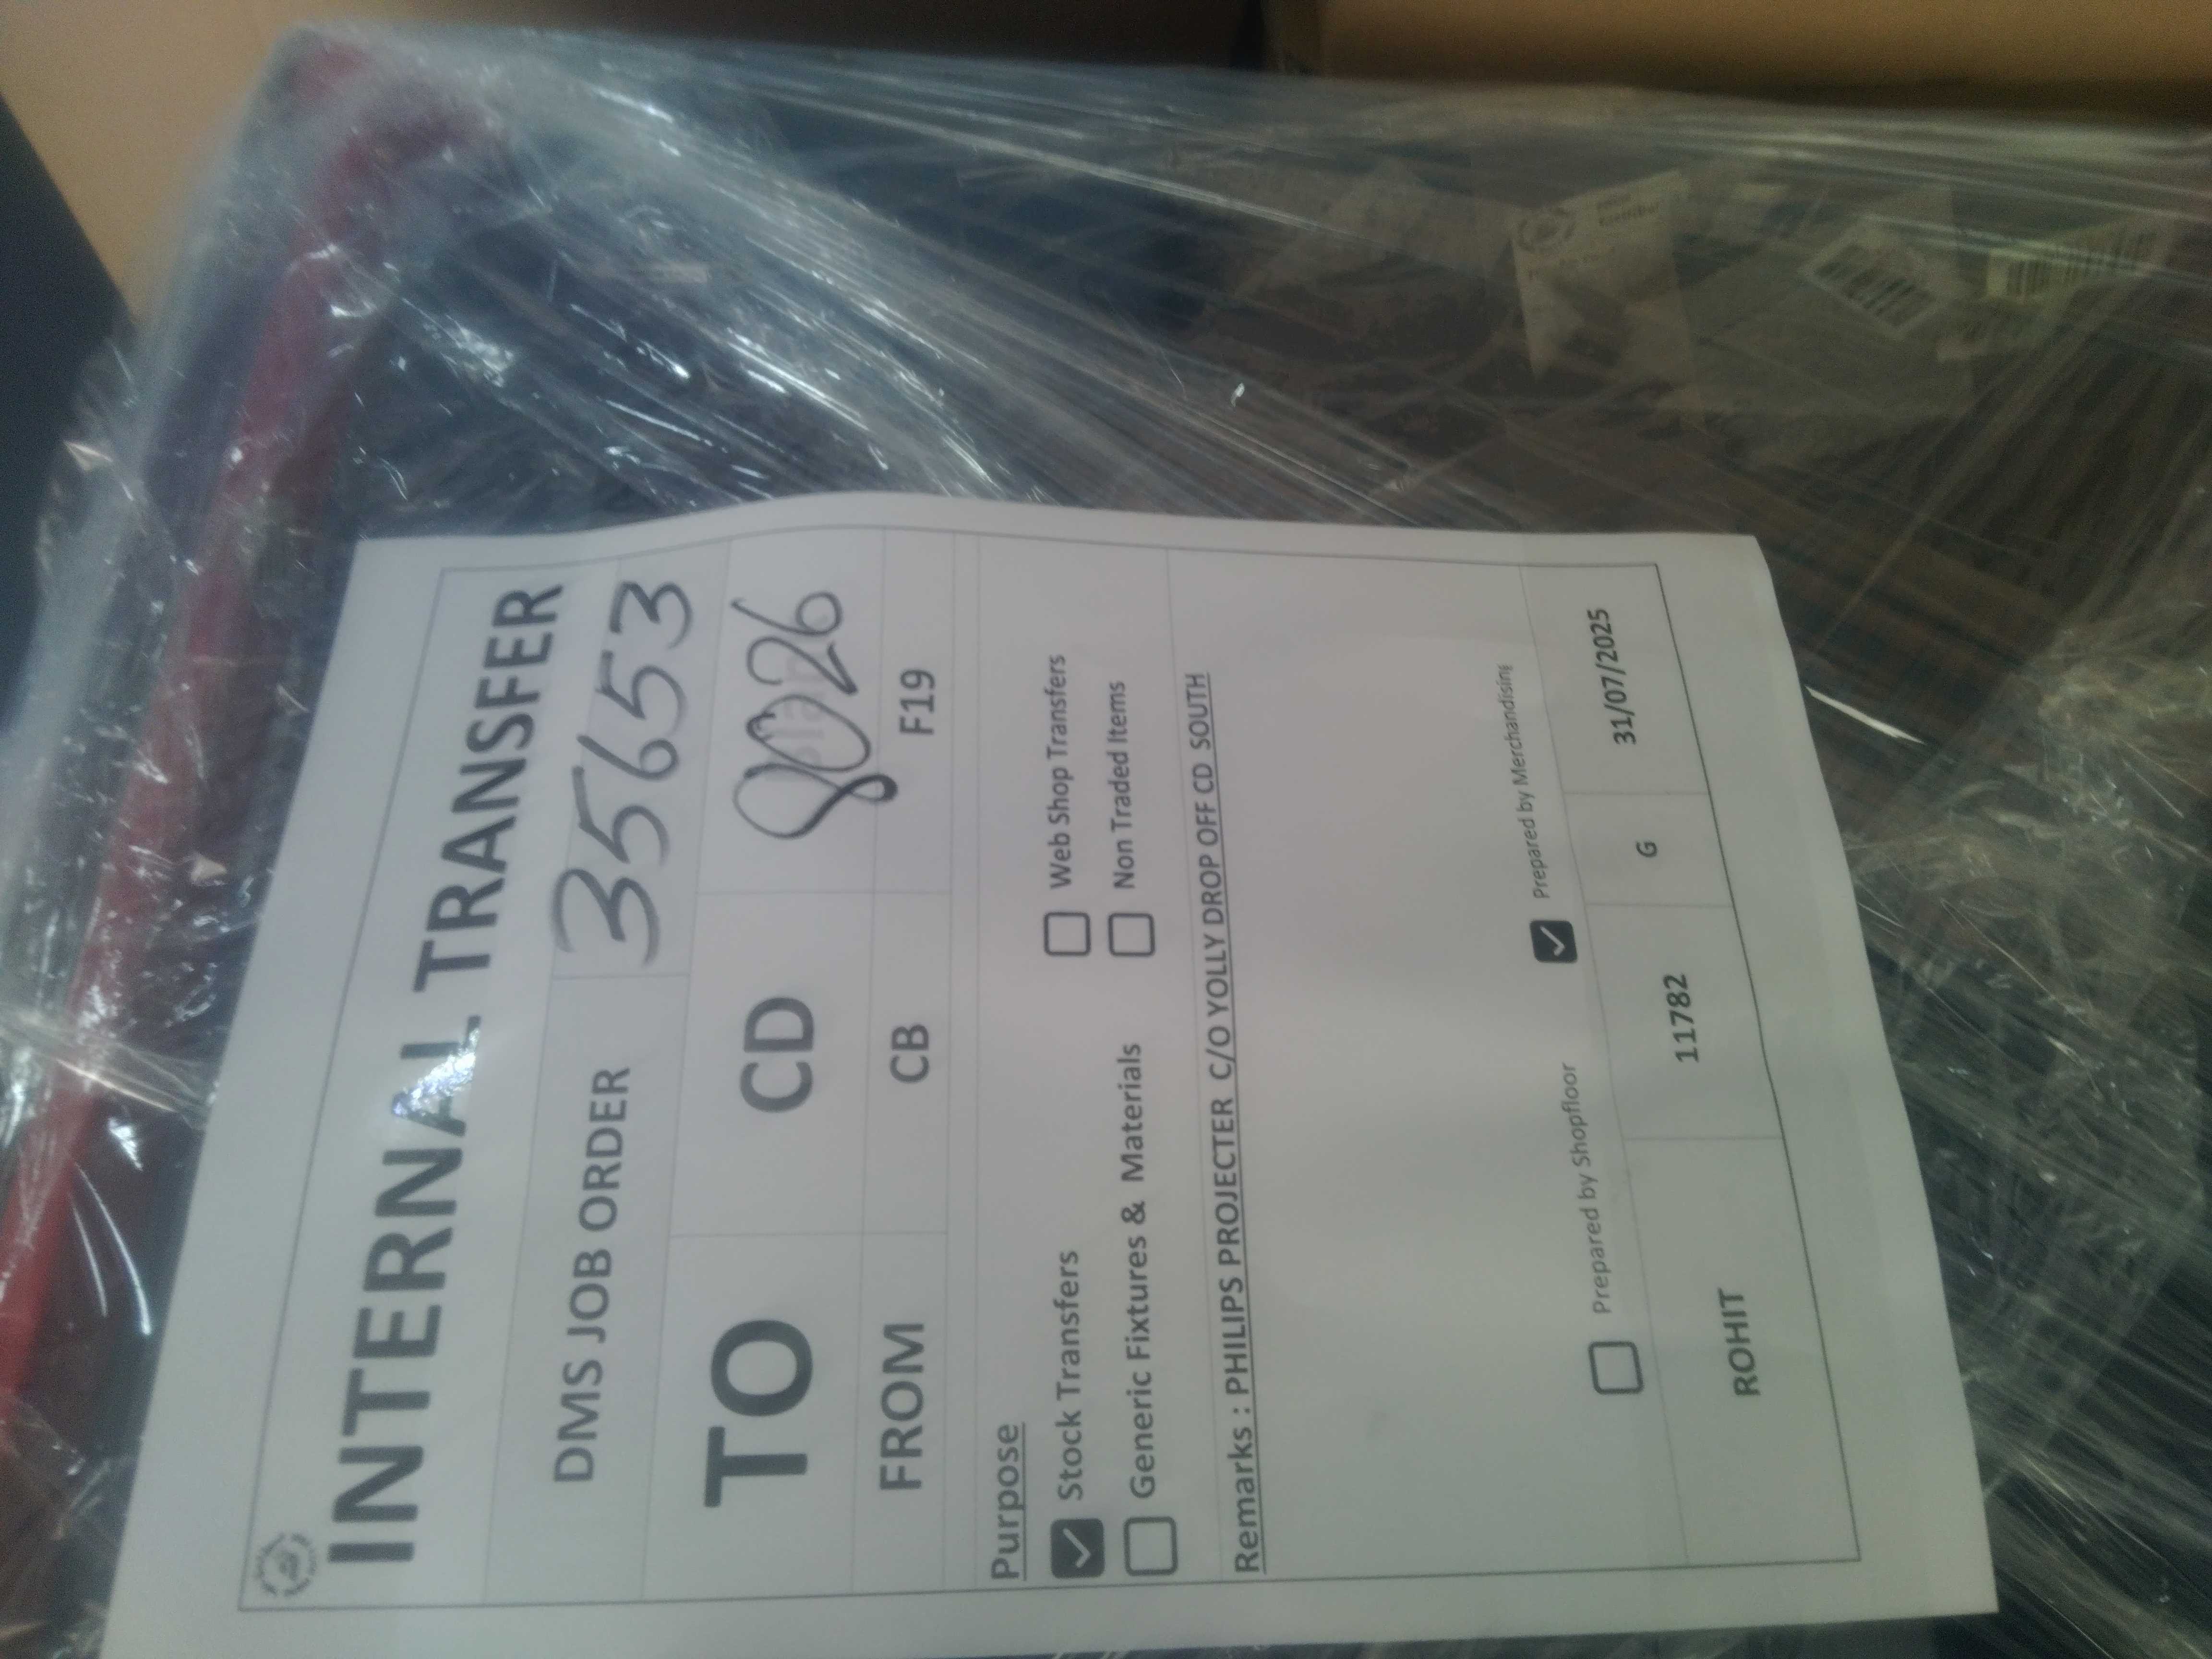 INTERNAL TRANSFER
DMS JOB ORDER 35653
TO CD 8026
FROM CB F19
Purpose
Stock Transfers Web Shop Transfers
Generic Fixtures & Materials Non Traded Items
Remarks : PHILIPS PROJECTER C/O YOLLY DROP OFF CD SOUTH
Prepared by Shopfloor Prepared by Merchandising
ROHIT 11782 G 31/07/2025